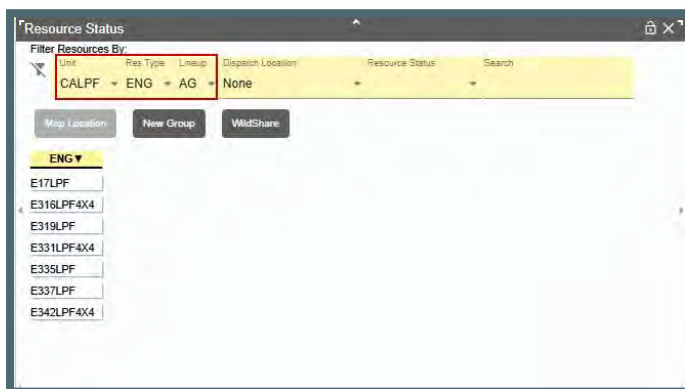 Resource Status
Filter Resources By:
Unit Res.Type Lineup Dispatch Location Resource Status Search
CALPF ENG AG None
Map Location New Group WildShare
ENG▼
E17LPF
E316LPF4X4
E319LPF
E331LPF4X4
E335LPF
E337LPF
E342LPF4X4